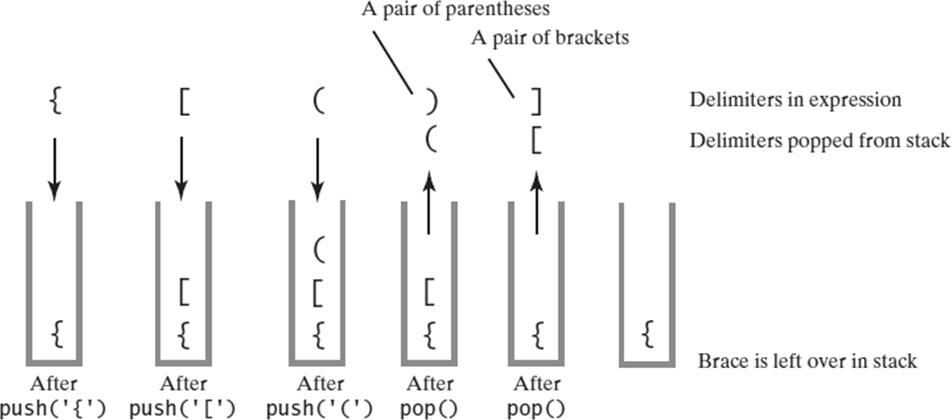 A pair of parentheses
A pair of brackets
{ [ ( ) ] Delimiters in expression
( [ Delimiters popped from stack
(
[ [ [
{ { { { { {
Brace is left over in stack
After After After After After
push('{') push('[') push('(') pop() pop()